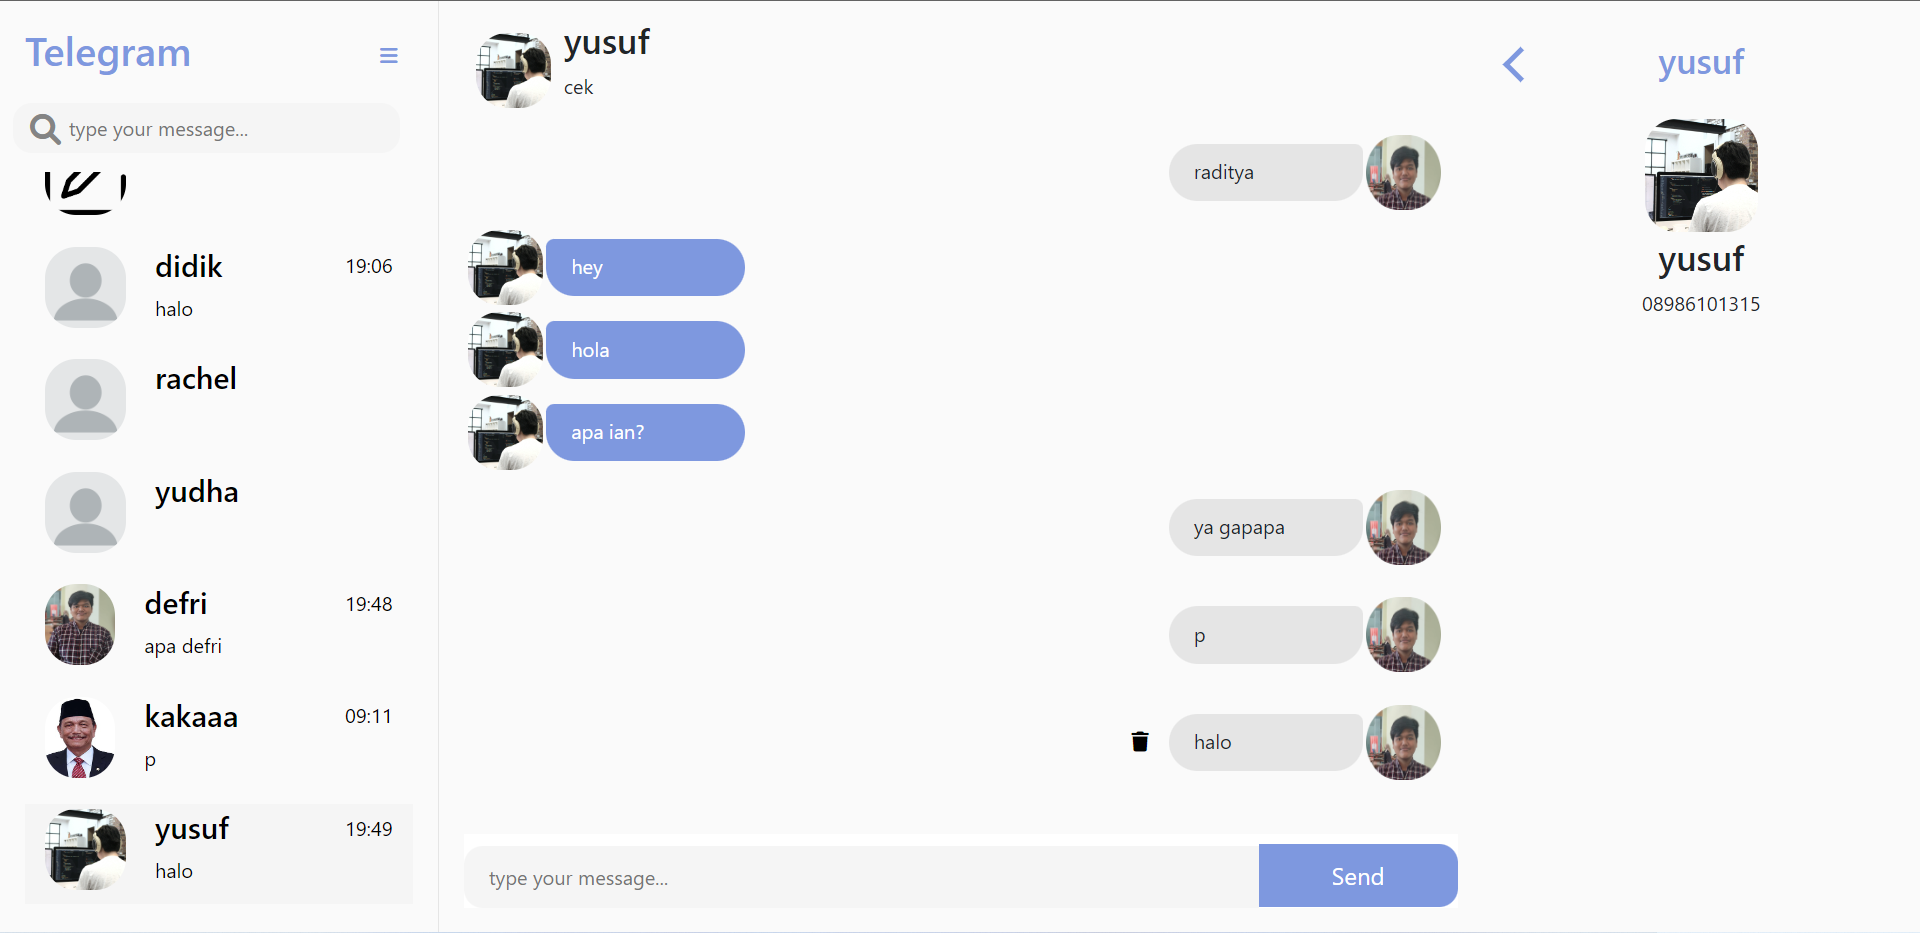 Telegram
type your message...
didik
19:06
halo
rachel
yudha
defri
19:48
apa defri
kakaaa
09:11
p
yusuf
19:49
halo
yusuf
cek
raditya
hey
hola
apa ian?
ya gapapa
p
halo
type your message...
Send
yusuf
yusuf
08986101315